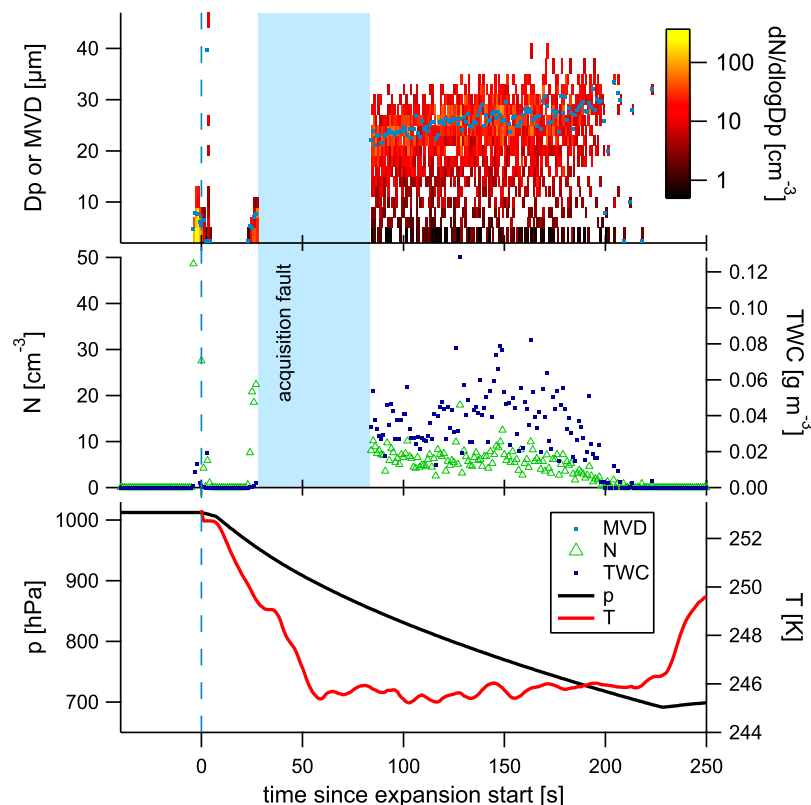 40
30
20
10
Dp or MVD [µm]
100
10
1
dN/dlogDp [cm-3]
50
40
30
20
10
0
N [cm-3]
acquisition fault
0.12
0.10
0.08
0.06
0.04
0.02
0.00
TWC [g m-3]
1000
900
800
700
p [hPa]
MVD
N
TWC
p
T
252
250
248
246
244
T [K]
0
50
100
150
200
250
time since expansion start [s]